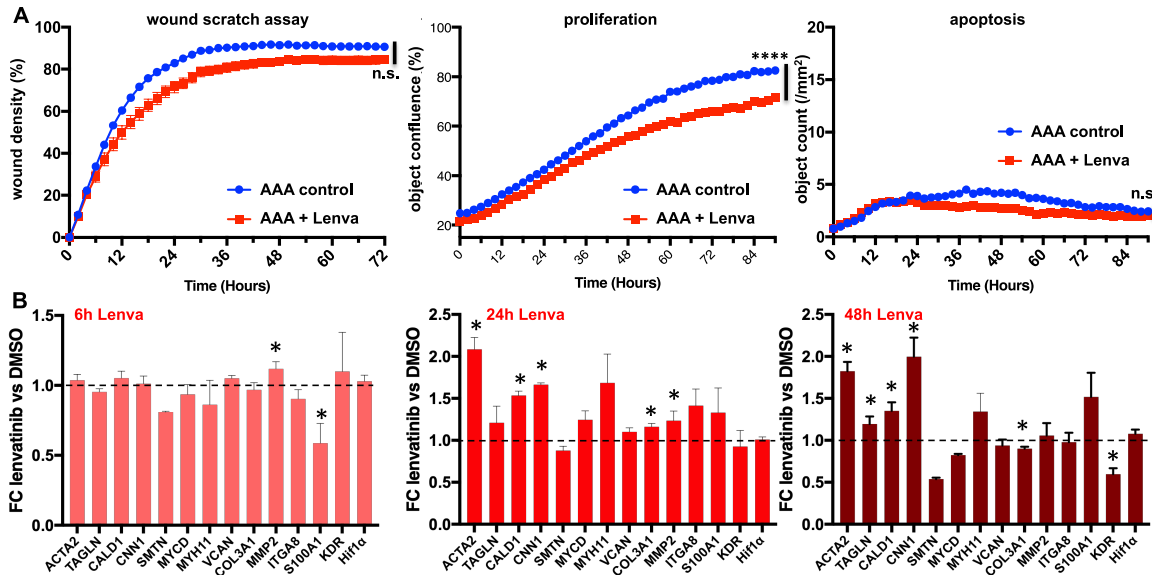 A
wound scratch assay
wound density (%)
100
80
60
40
20
0
n.s.
AAA control
AAA + Lenva
0 12 24 36 48 60 72
Time (Hours)
proliferation
object confluence (%)
100
80
60
40
20
****
AAA control
AAA + Lenva
0 12 24 36 48 60 72 84
Time (Hours)
apoptosis
object count (/mm²)
20
15
10
5
0
AAA control
AAA + Lenva
n.s
0 12 24 36 48 60 72 84
Time (Hours)
B
6h Lenva
FC lenvatinib vs DMSO
1.5
1.0
0.5
0.0
* *
ACTA2 TAGLN CALD1 CNN1 SMTN MYCD MYH11 VCAN COL3A1 MMP2 ITGA8 S100A1 KDR Hif1α
24h Lenva
FC lenvatinib vs DMSO
2.5
2.0
1.5
1.0
0.5
0.0
* * * * *
ACTA2 TAGLN CALD1 CNN1 SMTN MYCD MYH11 VCAN COL3A1 MMP2 ITGA8 S100A1 KDR Hif1α
48h Lenva
FC lenvatinib vs DMSO
2.5
2.0
1.5
1.0
0.5
0.0
* * * * * *
ACTA2 TAGLN CALD1 CNN1 SMTN MYCD MYH11 VCAN COL3A1 MMP2 ITGA8 S100A1 KDR Hif1α